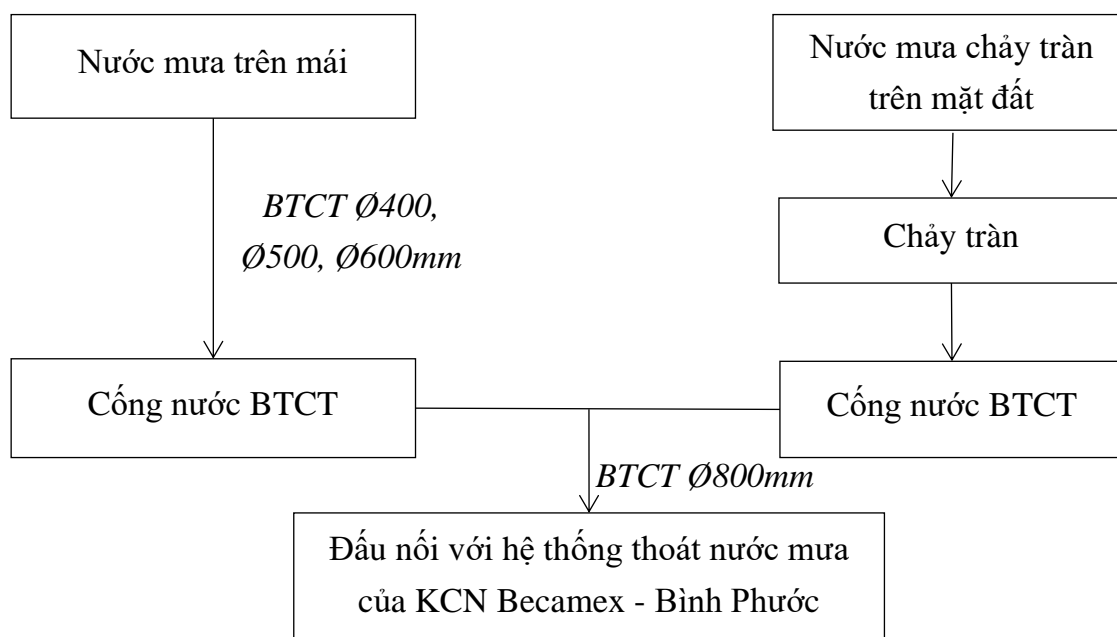 Nước mưa trên mái
Nước mưa chảy tràn
trên mặt đất
BTCT Ø400,
Ø500, Ø600mm
Chảy tràn
Cống nước BTCT
Cống nước BTCT
BTCT Ø800mm
Đấu nối với hệ thống thoát nước mưa
của KCN Becamex - Bình Phước